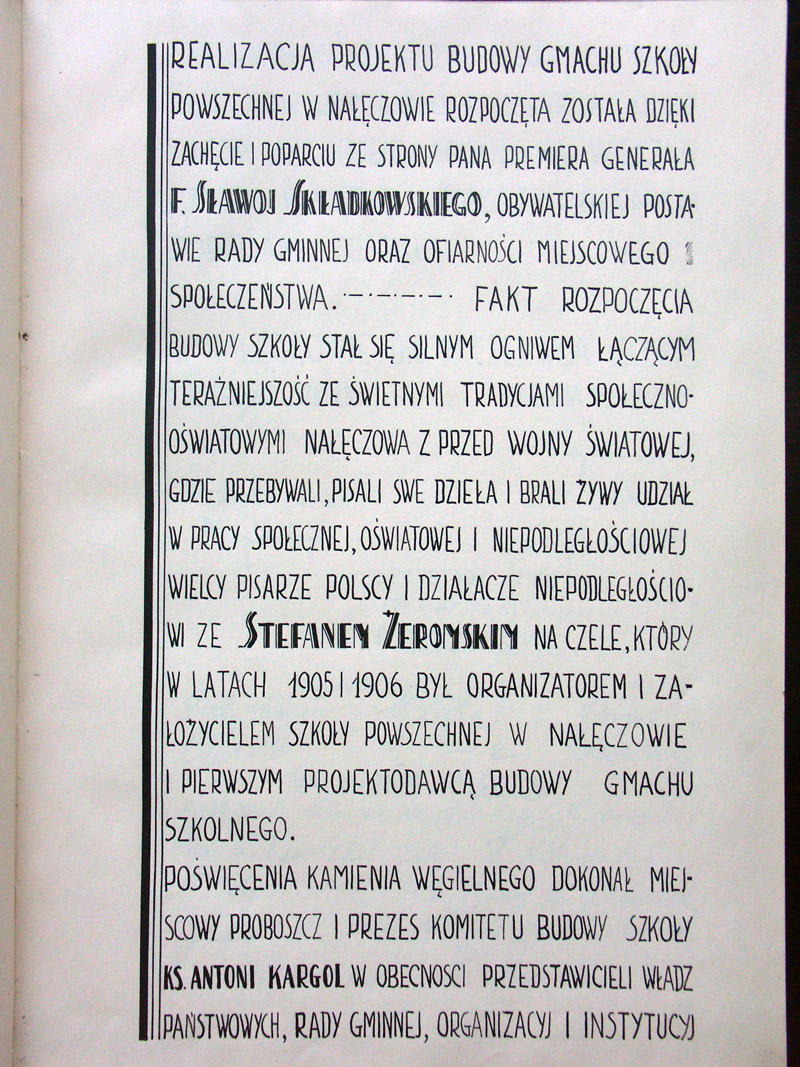 REALIZACJA PROJEKTU BUDOWY GMACHU SZKOŁY
POWSZECHNEJ W NAŁĘCZOWIE ROZPOCZĘTA ZOSTAŁA DZIĘKI
ZACHĘCIE I POPARCIU ZE STRONY PANA PREMIERA GENERAŁA
F. SŁAWOJ SKŁADKOWSKIEGO, OBYWATELSKIEJ POSTA-
WIE RADY GMINNEJ ORAZ OFIARNOŚCI MIEJSCOWEGO
SPOŁECZEŃSTWA. -·-·-·-·-· FAKT ROZPOCZĘCIA
BUDOWY SZKOŁY STAŁ SIĘ SILNYM OGNIWEM ŁĄCZĄCYM
TERAŹNIEJSZOŚĆ ZE ŚWIETNYMI TRADYCJAMI SPOŁECZNO-
OŚWIATOWYMI NAŁĘCZOWA Z PRZED WOJNY ŚWIATOWEJ,
GDZIE PRZEBYWALI, PISALI SWE DZIEŁA I BRALI ŻYWY UDZIAŁ
W PRACY SPOŁECZNEJ, OŚWIATOWEJ I NIEPODLEGŁOŚCIOWEJ
WIELCY PISARZE POLSCY I DZIAŁACZE NIEPODLEGŁOŚCIO-
WI ZE STEFANEM ŻEROMSKIM NA CZELE, KTÓRY
W LATACH 1905 I 1906 BYŁ ORGANIZATOREM I ZA-
ŁOŻYCIELEM SZKOŁY POWSZECHNEJ W NAŁĘCZOWIE
I PIERWSZYM PROJEKTODAWCĄ BUDOWY GMACHU
SZKOLNEGO.
POŚWIĘCENIA KAMIENIA WĘGIELNEGO DOKONAŁ MIEJ-
SCOWY PROBOSZCZ I PREZES KOMITETU BUDOWY SZKOŁY
KS. ANTONI KARGOL W OBECNOSCI PRZEDSTAWICIELI WŁADZ
PAŃSTWOWYCH, RADY GMINNEJ, ORGANIZACYJ I INSTYTUCYJ